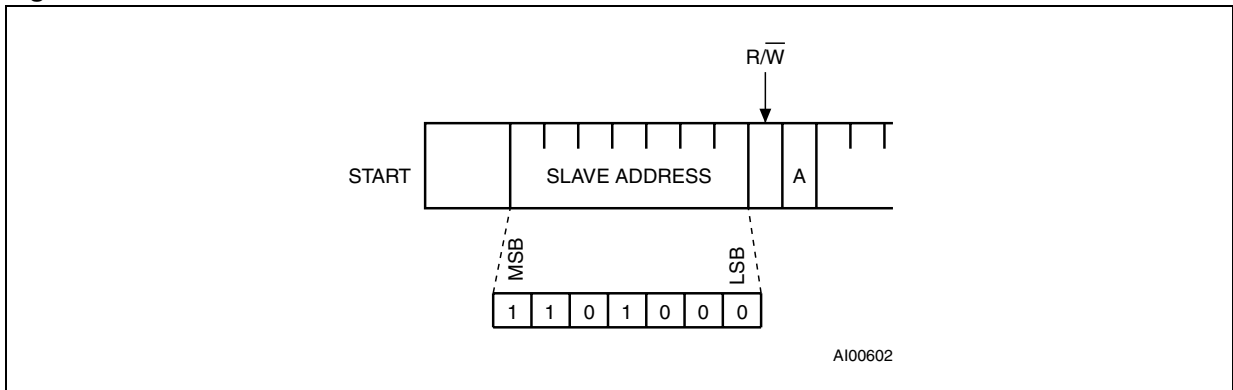 R/W̅
START
SLAVE ADDRESS
A
MSB
LSB
1 1 0 1 0 0 0
AI00602